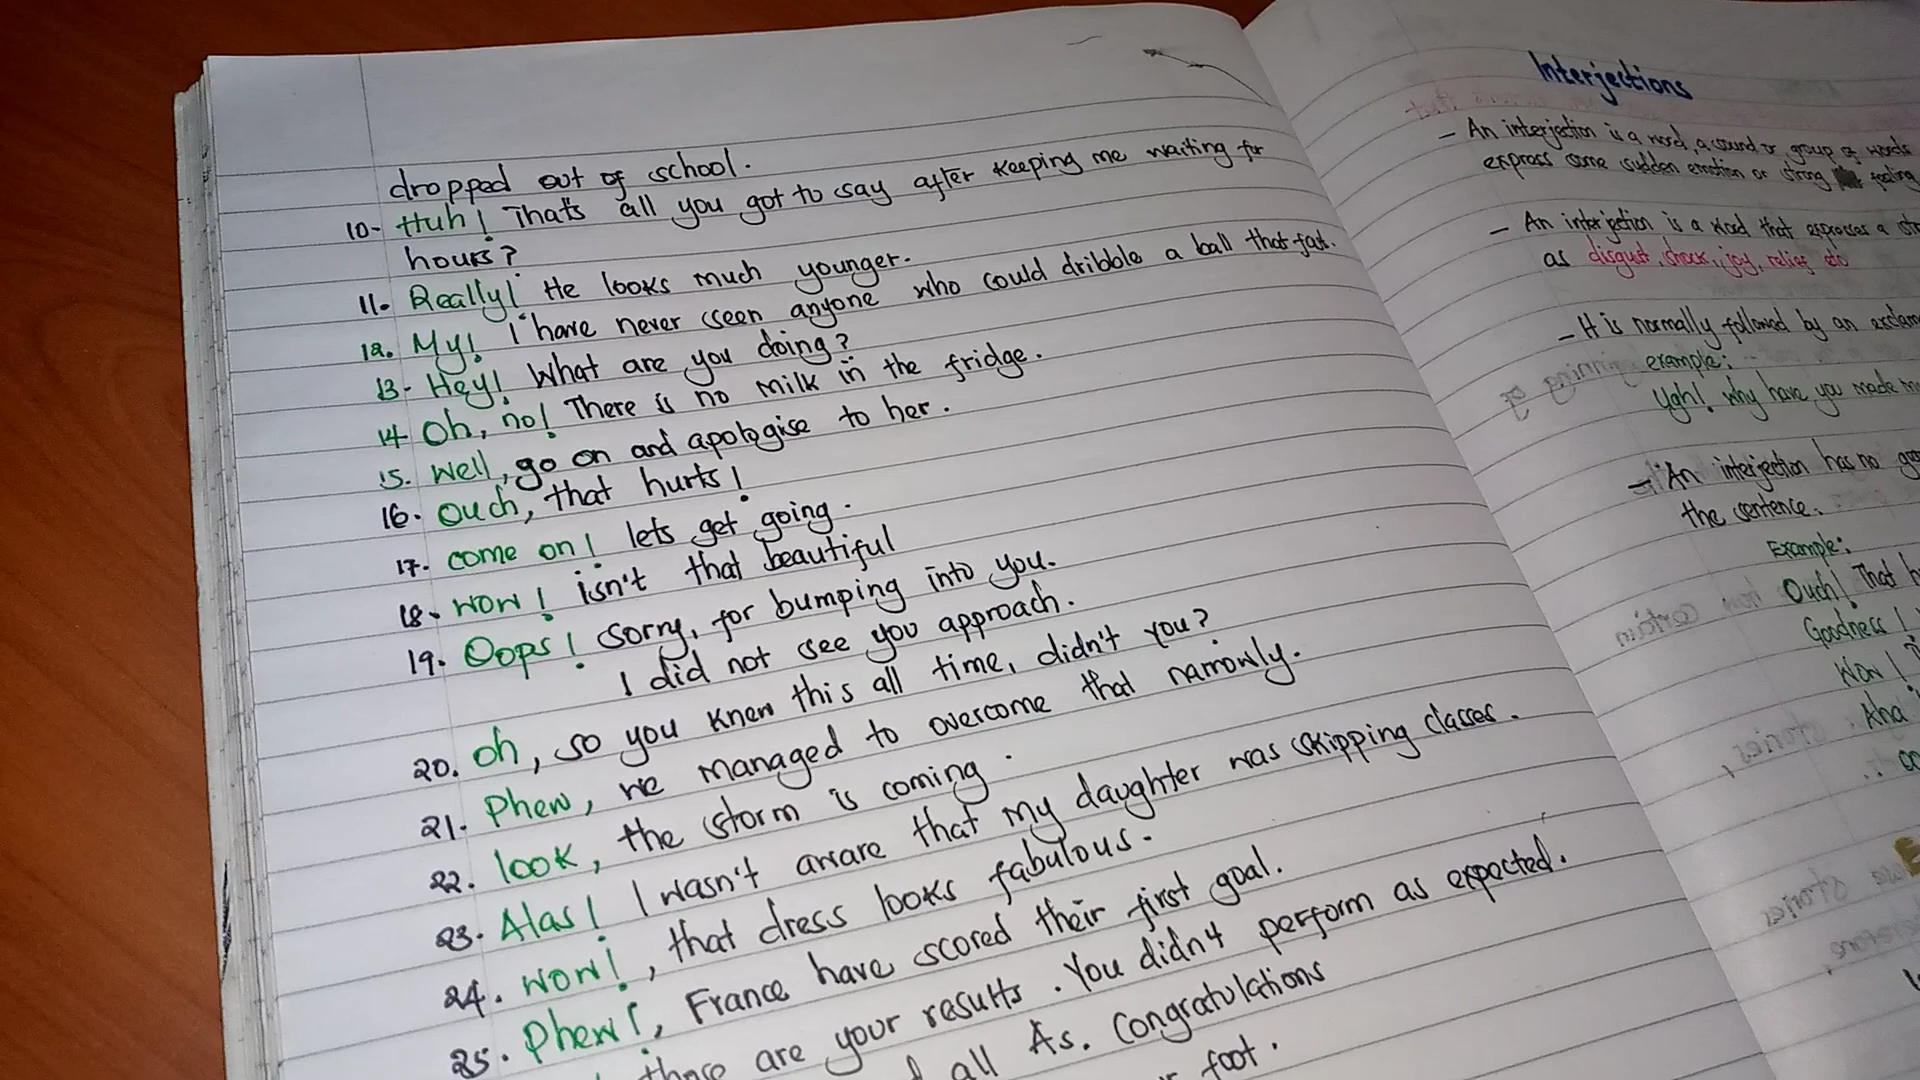 dropped out of school.
10- Huh! That's all you got to say after keeping me waiting for
hours?
11. Really! He looks much younger.
12. My! I have never seen anyone who could dribble a ball that fast.
13- Hey! What are you doing?
14 Oh, no! There is no milk in the fridge.
15. Well, go on and apologise to her.
16. Ouch, that hurts!
17. come on! lets get going.
18. wow! isn't that beautiful
19. Oops! sorry, for bumping into you.
I did not see you approach.
20. oh, so you knew this all time, didn't you?
21. Phew, we managed to overcome that narrowly.
22. look, the storm is coming.
23. Alas! I wasn't aware that my daughter was skipping classes.
24. wow!, that dress looks fabulous.
25. Phew!, France have scored their first goal.
those are your results. You didn't perform as expected.
all As. Congratulations
foot.
Interjections
- An interjection is a word, a sound or group of words
express some sudden emotion or strong feeling
- An interjection is a word that expresses a
as disgust, shock, joy, relief etc
- It is normally followed by an
example:
Ugh! why have you made
- An interjection has no
the sentence.
Example:
Ouch! That
Goodness!
Wow!
Aha